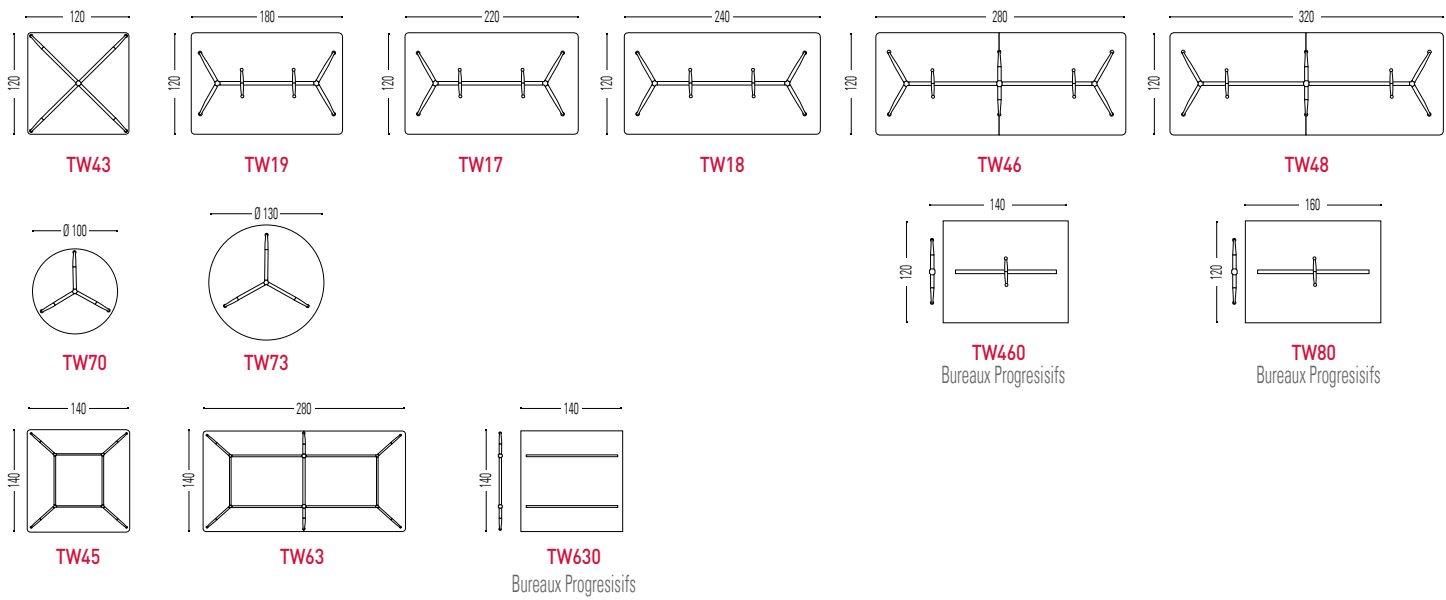 120 180 220 240 280 320
120 120 120 120 120 120
TW43 TW19 TW17 TW18 TW46 TW48
140 160
Ø 100 Ø 130
120 120
TW70 TW73 TW460 TW80
Bureaux Progresisifs Bureaux Progresisifs
140 280 140
140 140 140
TW45 TW63 TW630
Bureaux Progresisifs